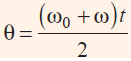 θ = (ω₀ + ω) t / 2